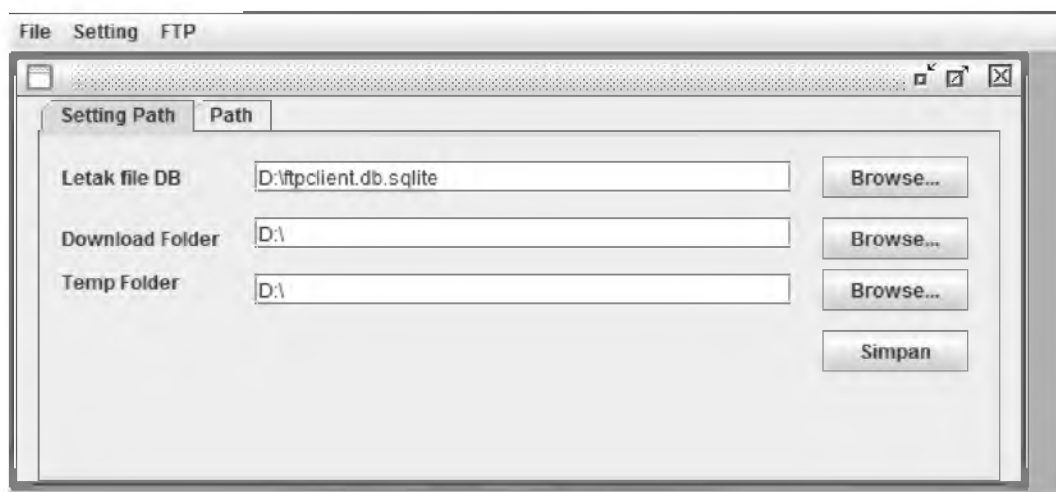 File Setting FTP
Setting Path Path
Letak file DB D:\ftpclient.db.sqlite Browse...
Download Folder D:\ Browse...
Temp Folder D:\ Browse...
Simpan